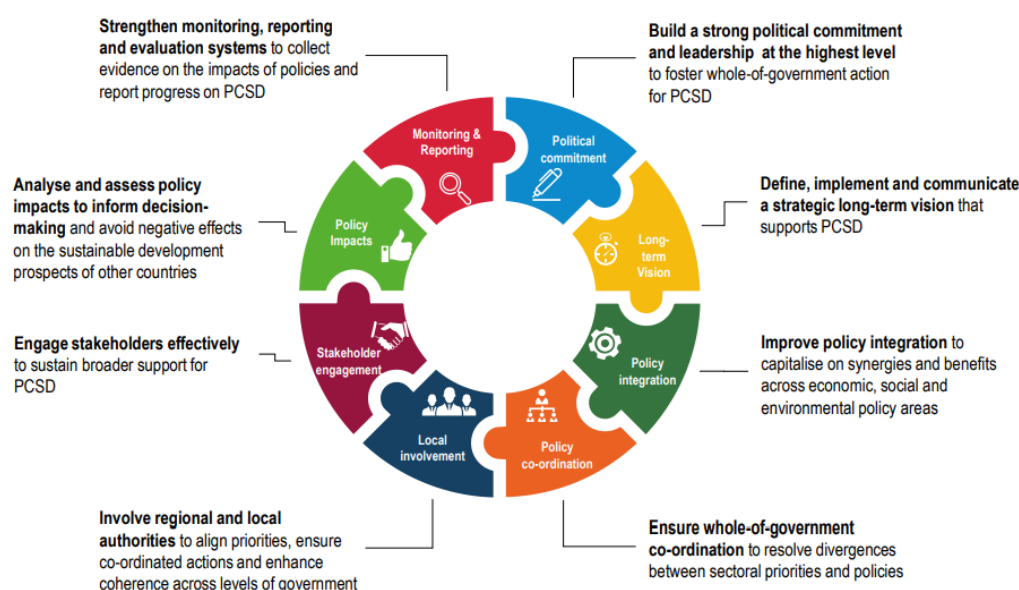 Strengthen monitoring, reporting
and evaluation systems to collect
evidence on the impacts of policies and
report progress on PCSD
Build a strong political commitment
and leadership at the highest level
to foster whole-of-government action
for PCSD
Monitoring &
Reporting
Political
commitment
Analyse and assess policy
impacts to inform decision-
making and avoid negative effects
on the sustainable development
prospects of other countries
Policy
Impacts
Long-
term
Vision
Define, implement and communicate
a strategic long-term vision that
supports PCSD
Engage stakeholders effectively
to sustain broader support for
PCSD
Stakeholder
engagement
Policy
integration
Improve policy integration to
capitalise on synergies and benefits
across economic, social and
environmental policy areas
Local
involvement
Policy
co-ordination
Involve regional and local
authorities to align priorities, ensure
co-ordinated actions and enhance
coherence across levels of government
Ensure whole-of-government
co-ordination to resolve divergences
between sectoral priorities and policies